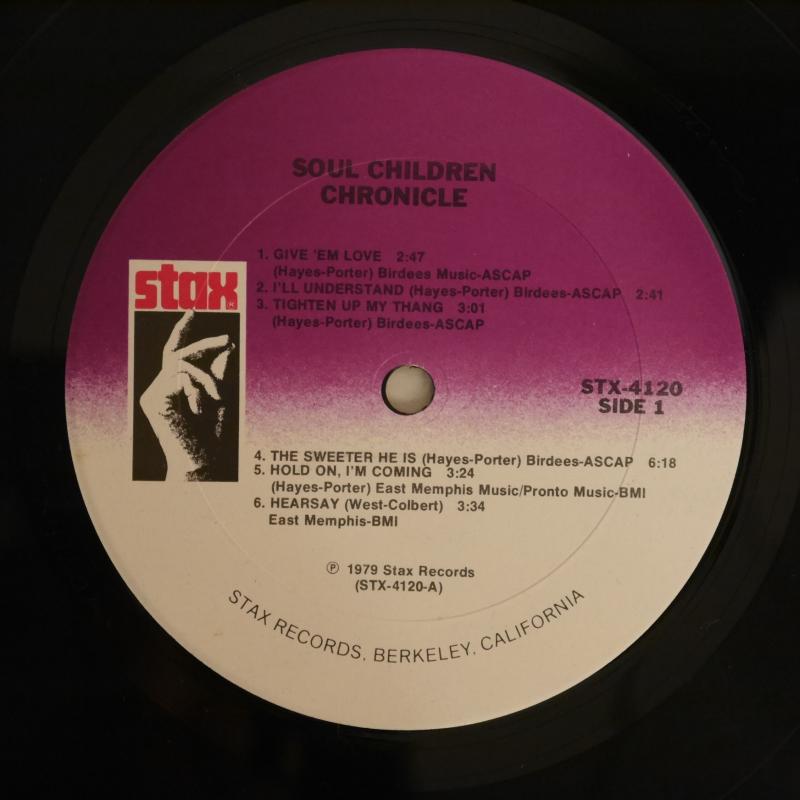 SOUL CHILDREN
CHRONICLE
1. GIVE 'EM LOVE 2:47
(Hayes-Porter) Birdees Music-ASCAP
2. I'LL UNDERSTAND (Hayes-Porter) Birdees-ASCAP 2:41
3. TIGHTEN UP MY THANG 3:01
(Hayes-Porter) Birdees-ASCAP
stax®
STX-4120
SIDE 1
4. THE SWEETER HE IS (Hayes-Porter) Birdees-ASCAP 6:18
5. HOLD ON, I'M COMING 3:24
(Hayes-Porter) East Memphis Music/Pronto Music-BMI
6. HEARSAY (West-Colbert) 3:34
East Memphis-BMI
℗ 1979 Stax Records
(STX-4120-A)
STAX RECORDS, BERKELEY, CALIFORNIA